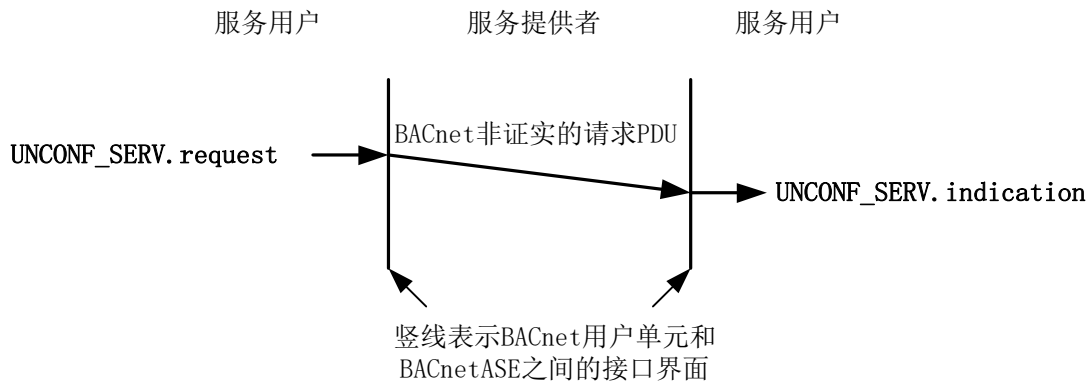 服务用户 服务提供者 服务用户
BACnet非证实的请求PDU
UNCONF_SERV.request
UNCONF_SERV.indication
竖线表示BACnet用户单元和
BACnetASE之间的接口界面